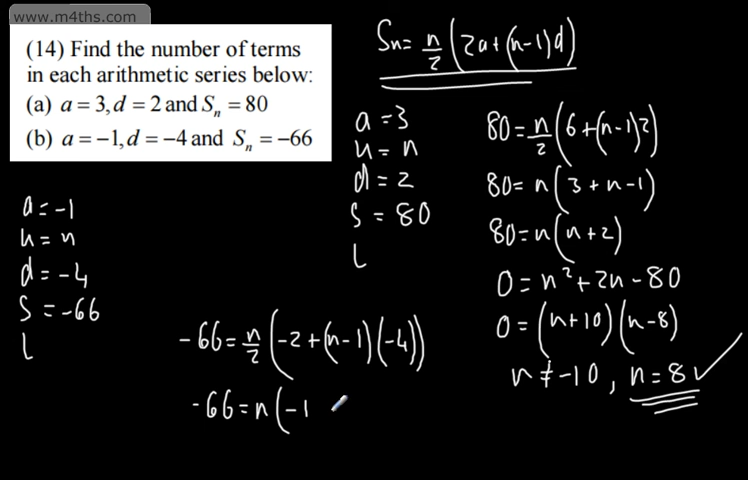 www.m4ths.com
(14) Find the number of terms
in each arithmetic series below:
(a) a = 3, d = 2 and Sₙ = 80
(b) a = −1, d = −4 and Sₙ = −66
Sn = n/2 (2a + (n-1)d)
a = 3
n = n
d = 2
S = 80
L
80 = n/2 (6 + (n-1)2)
80 = n(3 + n - 1)
80 = n(n+2)
0 = n² + 2n - 80
0 = (n+10)(n-8)
n ≠ -10, n = 8 ✓
a = -1
n = n
d = -4
S = -66
L
-66 = n/2 (-2 + (n-1)(-4))
-66 = n(-1